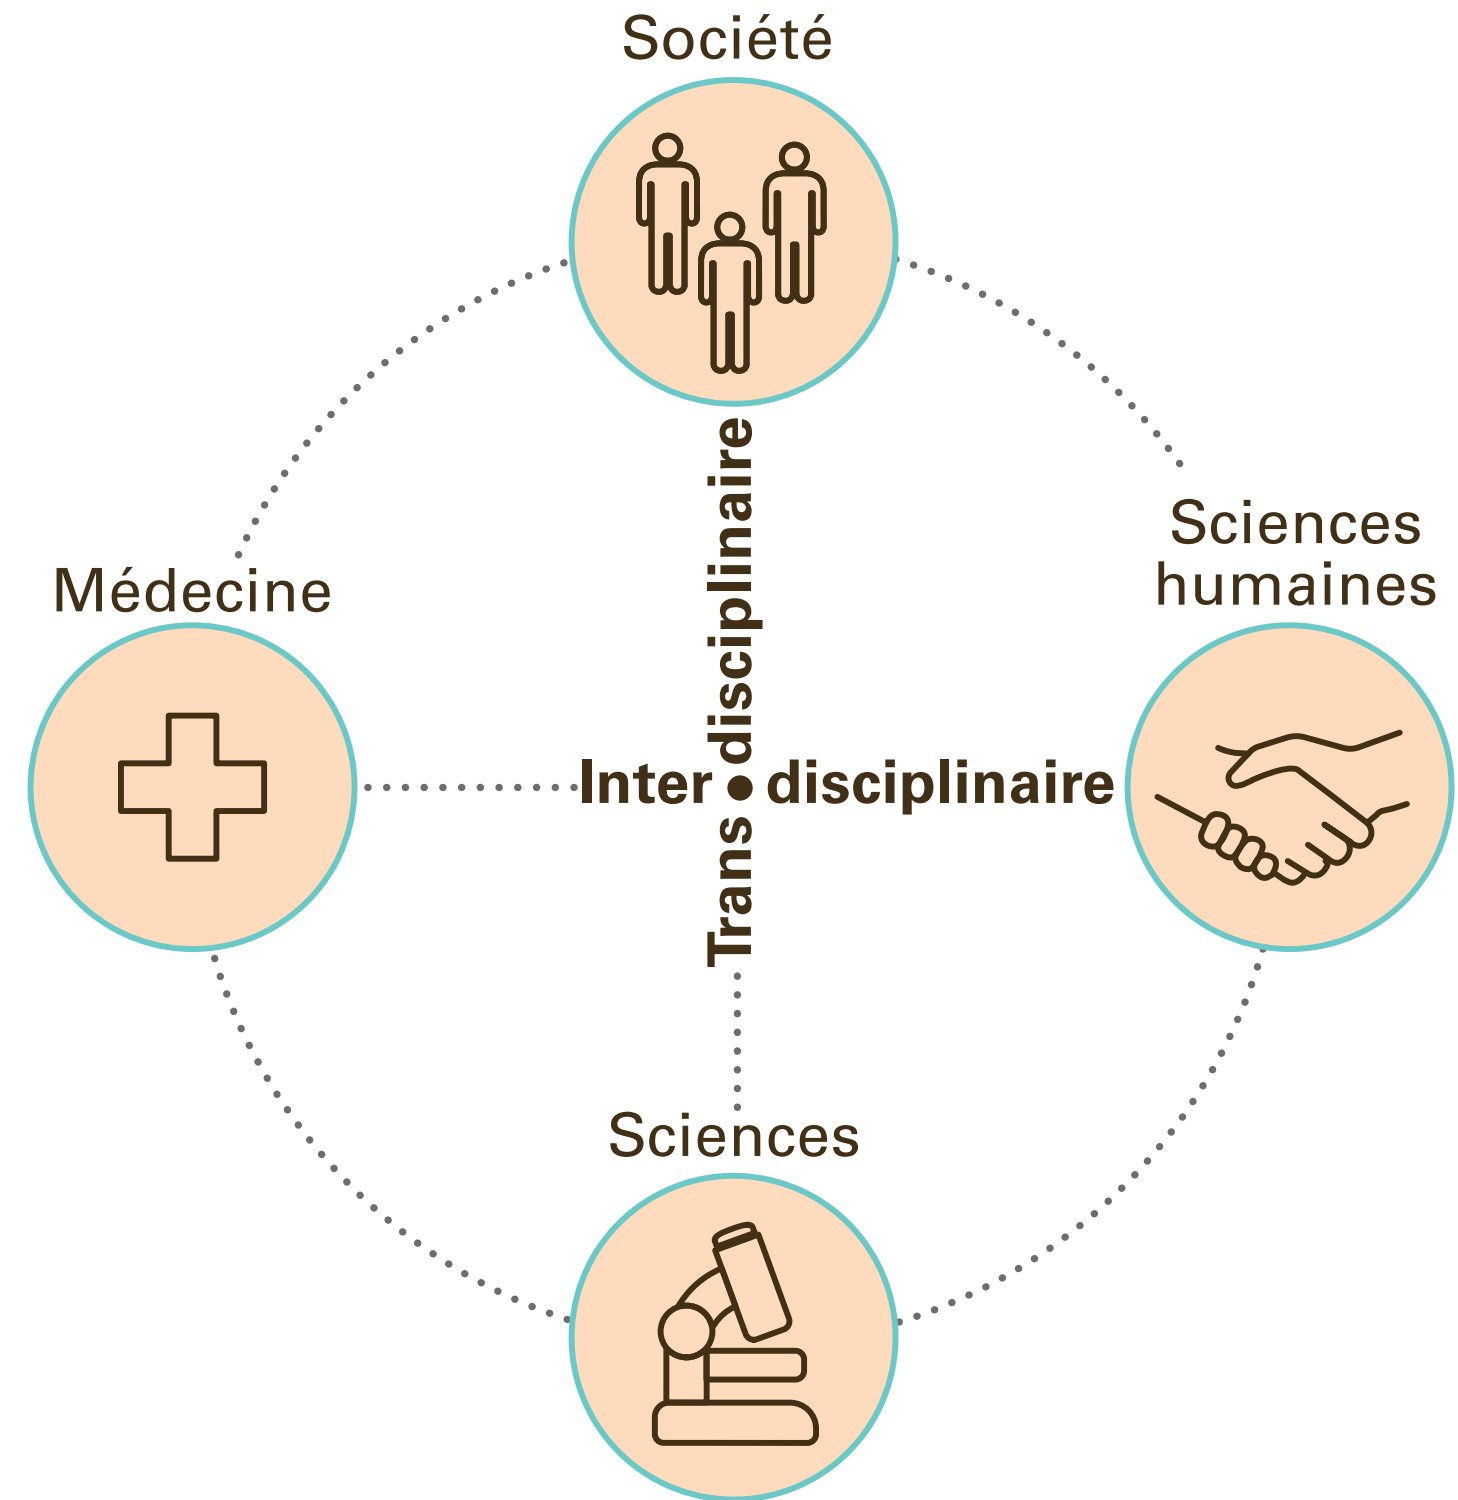 Société
Sciences
humaines
Médecine
Trans • disciplinaire
Inter • disciplinaire
Sciences